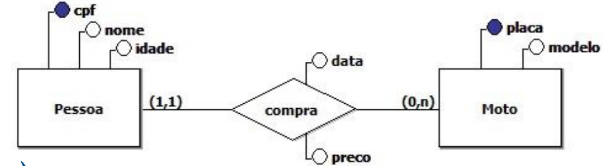 cpf
nome
idade
Pessoa
(1,1)
data
compra
preco
(0,n)
placa
modelo
Moto